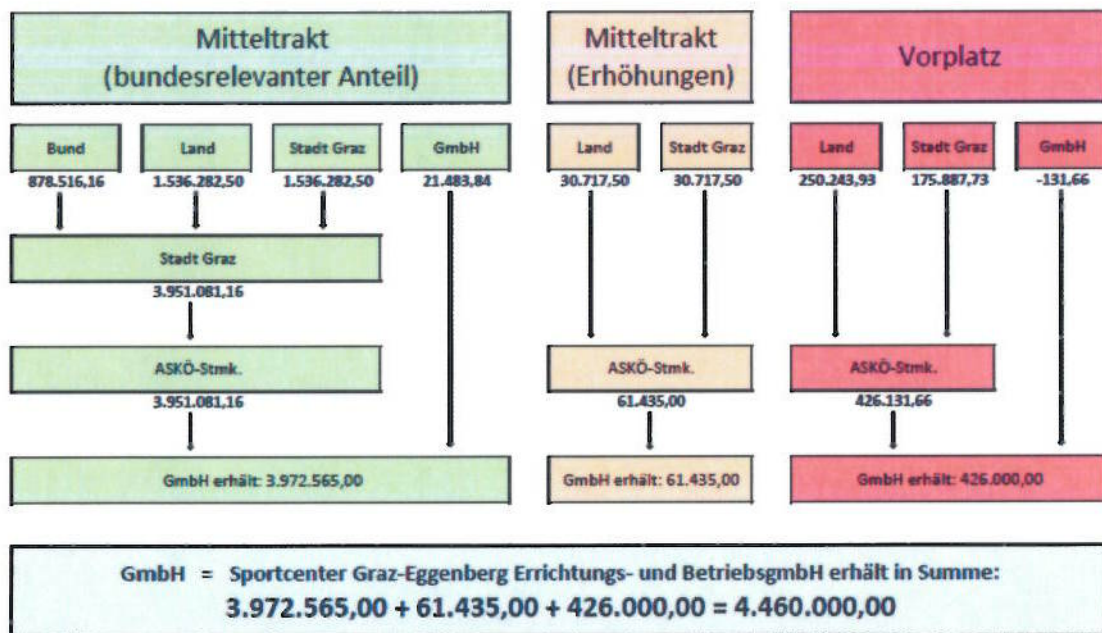 Mitteltrakt
(bundesrelevanter Anteil)
Bund
Land
Stadt Graz
GmbH
878.516,16
1.536.282,50
1.536.282,50
21.483,84
Stadt Graz
3.951.081,16
ASKÖ-Stmk.
3.951.081,16
GmbH erhält: 3.972.565,00
Mitteltrakt
(Erhöhungen)
Land
Stadt Graz
30.717,50
30.717,50
ASKÖ-Stmk.
61.435,00
GmbH erhält: 61.435,00
Vorplatz
Land
Stadt Graz
GmbH
250.243,93
175.887,73
-131,66
ASKÖ-Stmk.
426.131,66
GmbH erhält: 426.000,00
GmbH = Sportcenter Graz-Eggenberg Errichtungs- und BetriebsgmbH erhält in Summe:
3.972.565,00 + 61.435,00 + 426.000,00 = 4.460.000,00